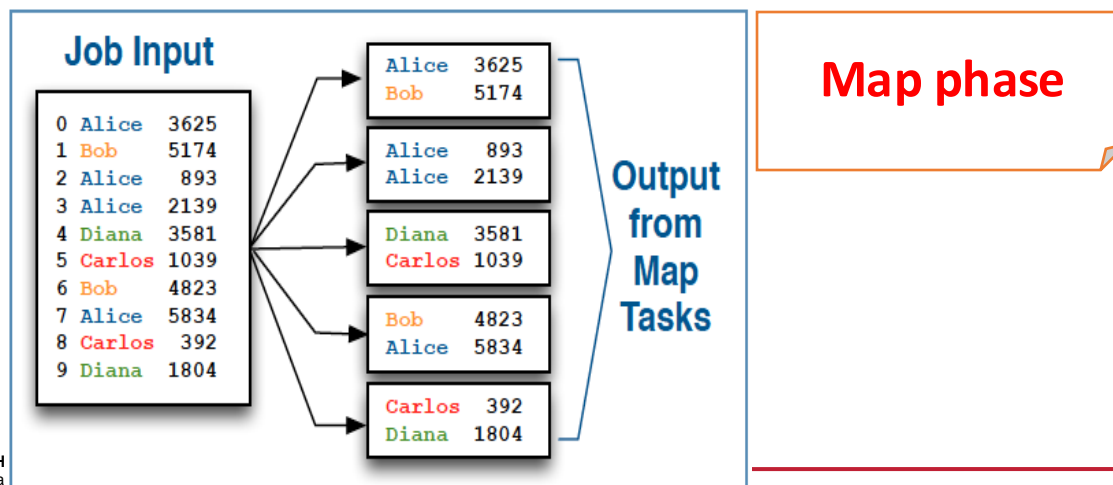 Job Input
0 Alice 3625
1 Bob 5174
2 Alice 893
3 Alice 2139
4 Diana 3581
5 Carlos 1039
6 Bob 4823
7 Alice 5834
8 Carlos 392
9 Diana 1804
Alice 3625
Bob 5174
Alice 893
Alice 2139
Diana 3581
Carlos 1039
Bob 4823
Alice 5834
Carlos 392
Diana 1804
Output
from
Map
Tasks
Map phase
H
a